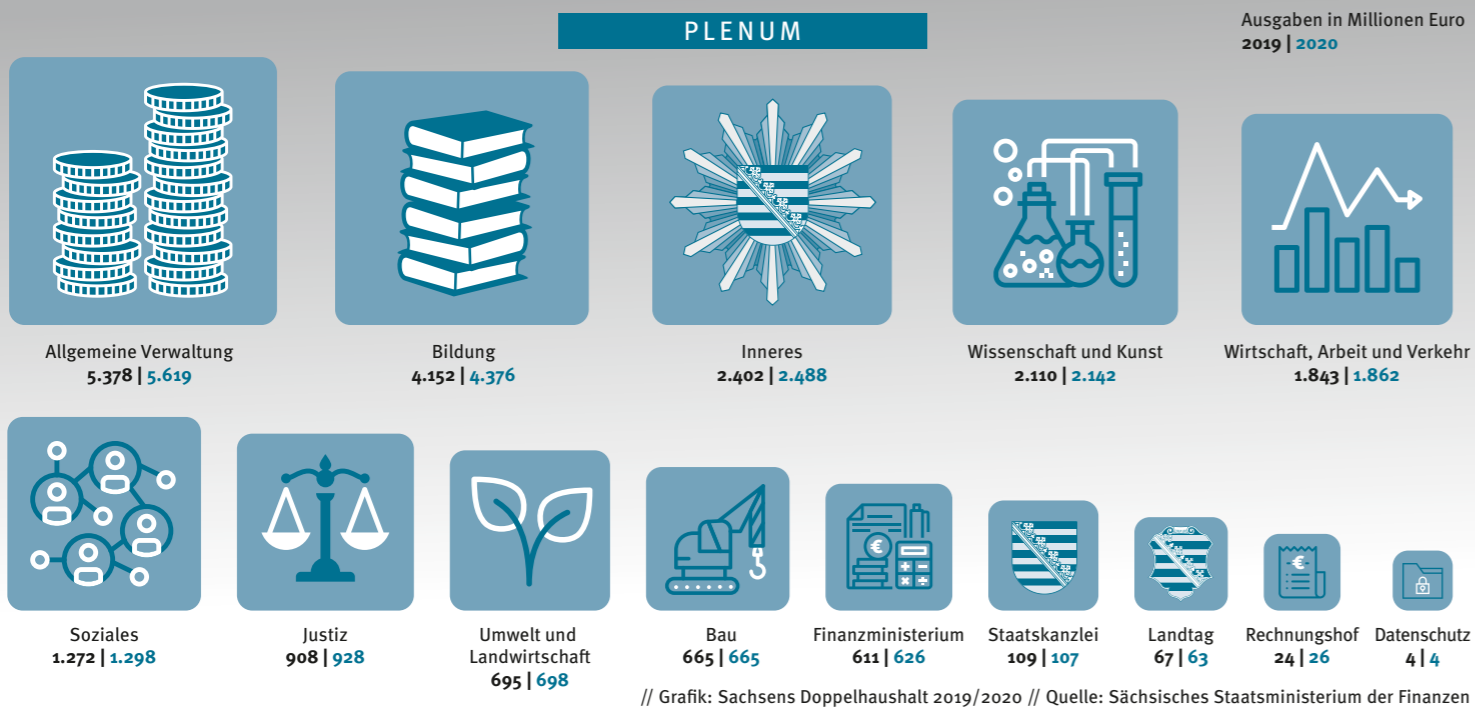 PLENUM
Ausgaben in Millionen Euro
2019 | 2020
Allgemeine Verwaltung
5.378 | 5.619
Bildung
4.152 | 4.376
Inneres
2.402 | 2.488
Wissenschaft und Kunst
2.110 | 2.142
Wirtschaft, Arbeit und Verkehr
1.843 | 1.862
Soziales
1.272 | 1.298
Justiz
908 | 928
Umwelt und
Landwirtschaft
695 | 698
Bau
665 | 665
Finanzministerium
611 | 626
Staatskanzlei
109 | 107
Landtag
67 | 63
Rechnungshof
24 | 26
Datenschutz
4 | 4
// Grafik: Sachsens Doppelhaushalt 2019/2020 // Quelle: Sächsisches Staatsministerium der Finanzen